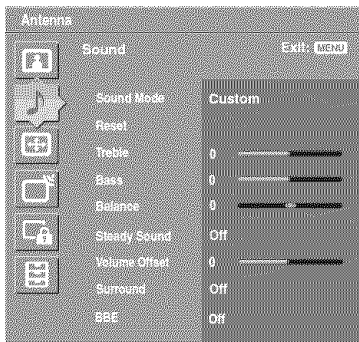 Antenna
Sound Exit: MENU
Sound Mode Custom
Reset
Treble 0
Bass 0
Balance 0
Steady Sound Off
Volume Offset 0
Surround Off
BBE Off